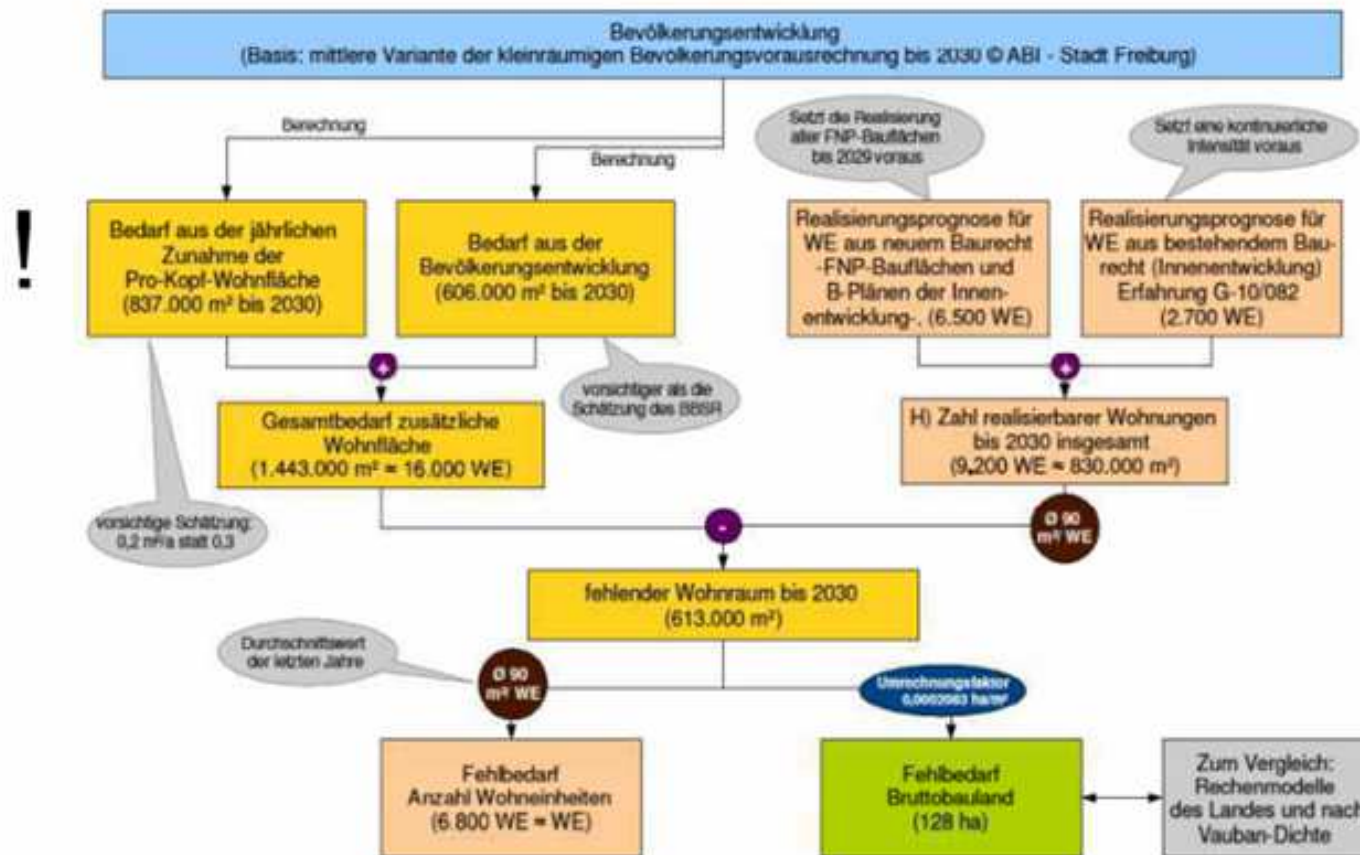 Bevölkerungsentwicklung
(Basis: mittlere Variante der kleinräumigen Bevölkerungsvorausrechnung bis 2030 © ABI - Stadt Freiburg)
Berechnung
Berechnung
Setzt die Realisierung
aller FNP-Bauflächen
bis 2029 voraus
Setzt eine kontinuierliche
Intensität voraus
!
Bedarf aus der jährlichen
Zunahme der
Pro-Kopf-Wohnfläche
(837.000 m² bis 2030)
Bedarf aus der
Bevölkerungsentwicklung
(606.000 m² bis 2030)
Realisierungsprognose für
WE aus neuem Baurecht
-FNP-Bauflächen und
B-Plänen der Innen-
entwicklung-. (6.500 WE)
Realisierungsprognose für
WE aus bestehendem Bau-
recht (Innenentwicklung)
Erfahrung G-10/082
(2.700 WE)
+
+
vorsichtiger als die
Schätzung des BBSR
Gesamtbedarf zusätzliche
Wohnfläche
(1.443.000 m² = 16.000 WE)
H) Zahl realisierbarer Wohnungen
bis 2030 insgesamt
(9.200 WE ≈ 830.000 m²)
vorsichtige Schätzung:
0,2 m²/a statt 0,3
-
Ø 90
m²/ WE
fehlender Wohnraum bis 2030
(613.000 m²)
Durchschnittswert
der letzten Jahre
Ø 90
m²/ WE
Umrechnungsfaktor
0,0002083 ha/m²
Fehlbedarf
Anzahl Wohneinheiten
(6.800 WE = WE)
Fehlbedarf
Bruttobauland
(128 ha)
Zum Vergleich:
Rechenmodelle
des Landes und nach
Vauban-Dichte